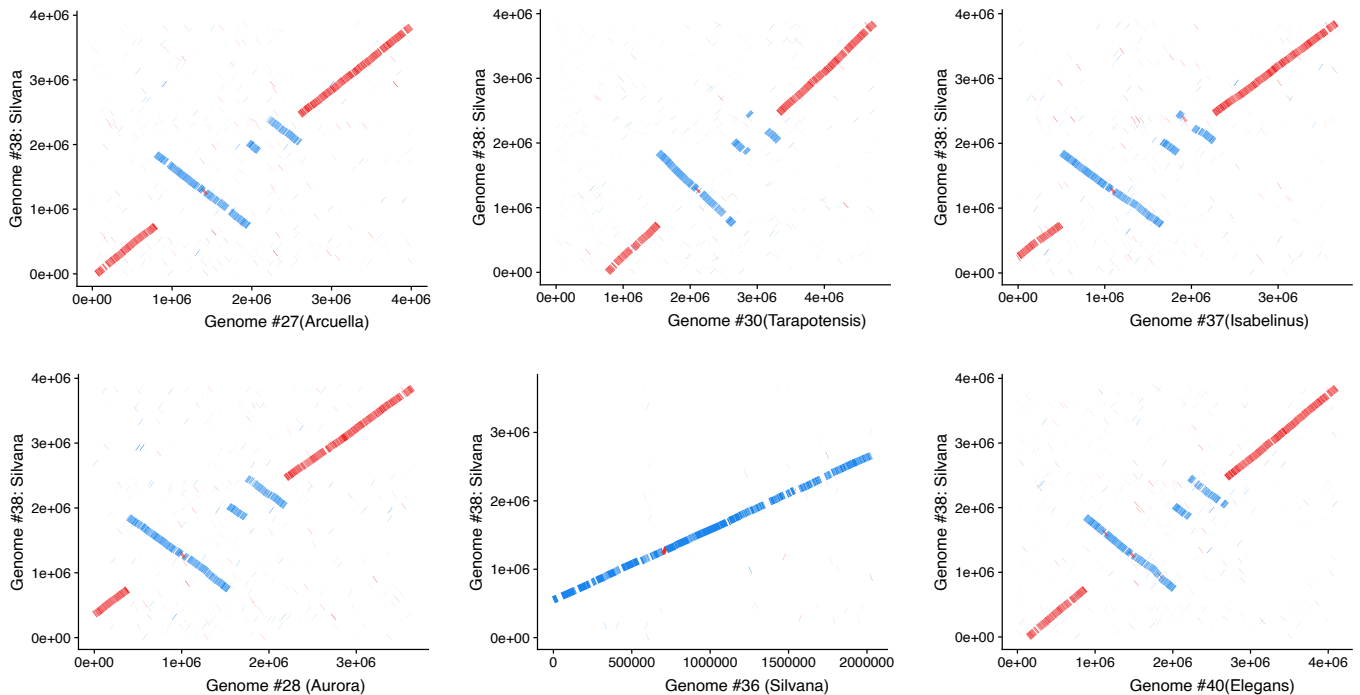 4e+06
3e+06
2e+06
1e+06
0e+00
Genome #38: Silvana
0e+00 1e+06 2e+06 3e+06 4e+06
Genome #27(Arcuella)
4e+06
3e+06
2e+06
1e+06
0e+00
Genome #38: Silvana
0e+00 1e+06 2e+06 3e+06 4e+06
Genome #30(Tarapotensis)
4e+06
3e+06
2e+06
1e+06
0e+00
Genome #38: Silvana
0e+00 1e+06 2e+06 3e+06
Genome #37(Isabelinus)
4e+06
3e+06
2e+06
1e+06
0e+00
Genome #38: Silvana
0e+00 1e+06 2e+06 3e+06
Genome #28 (Aurora)
3e+06
2e+06
1e+06
0e+00
Genome #38: Silvana
0 500000 1000000 1500000 2000000
Genome #36 (Silvana)
4e+06
3e+06
2e+06
1e+06
0e+00
Genome #38: Silvana
0e+00 1e+06 2e+06 3e+06 4e+06
Genome #40(Elegans)